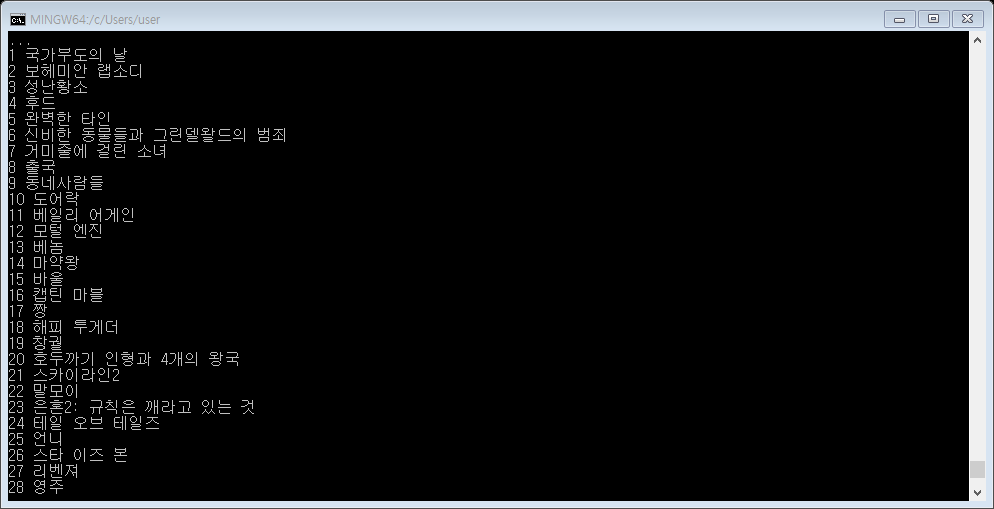 MINGW64:/c/Users/user
...
1 국가부도의 날
2 보헤미안 랩소디
3 성난황소
4 후드
5 완벽한 타인
6 신비한 동물들과 그린델왈드의 범죄
7 거미줄에 걸린 소녀
8 출국
9 동네사람들
10 도어락
11 베일리 어게인
12 모털 엔진
13 베놈
14 마약왕
15 바울
16 캡틴 마블
17 짱
18 해피 투게더
19 창궐
20 호두까기 인형과 4개의 왕국
21 스카이라인2
22 말모이
23 은혼2: 규칙은 깨라고 있는 것
24 테일 오브 테일즈
25 언니
26 스타 이즈 본
27 리벤져
28 영주